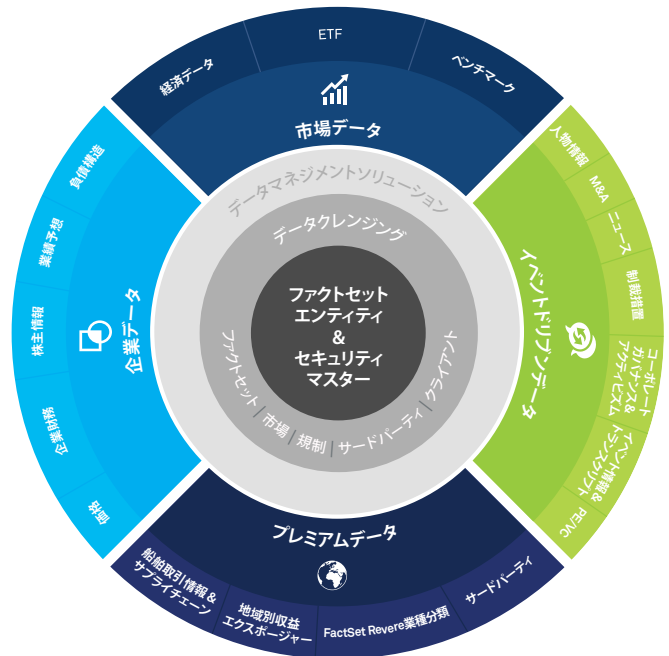 経済データ
ETF
ベンチマーク
市場データ
人物情報
M&A
ニュース
制裁措置
コーポレート
ガバナンス&
アクティビズム
イベント情報&
トランスクリプト
PE/VC
イベントドリブンデータ
サードパーティ
FactSet Revere業種分類
地域別収益
エクスポージャー
船舶取引情報&
サプライチェーン
プレミアムデータ
負債構造
業績予想
株主情報
企業財務
価格
企業データ
データマネジメントソリューション
データクレンジング
ファクトセット
エンティティ
&
セキュリティ
マスター
ファクトセット | 市場 | 規制 | サードパーティ | クライアント